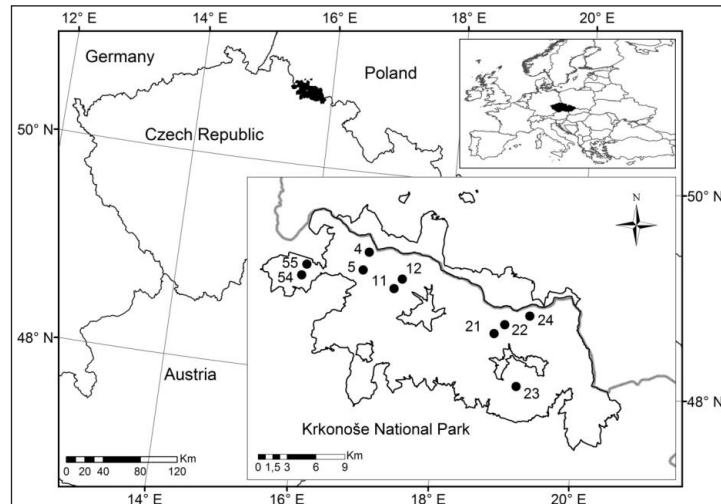 12° E
14° E
16° E
18° E
20° E
Germany
Poland
50° N
Czech Republic
50° N
N
4
55
5
12
54
11
21
22
24
48° N
23
Austria
48° N
Krkonoše National Park
Km
0 20 40 80 120
Km
0 1,5 3 6 9
14° E
16° E
18° E
20° E